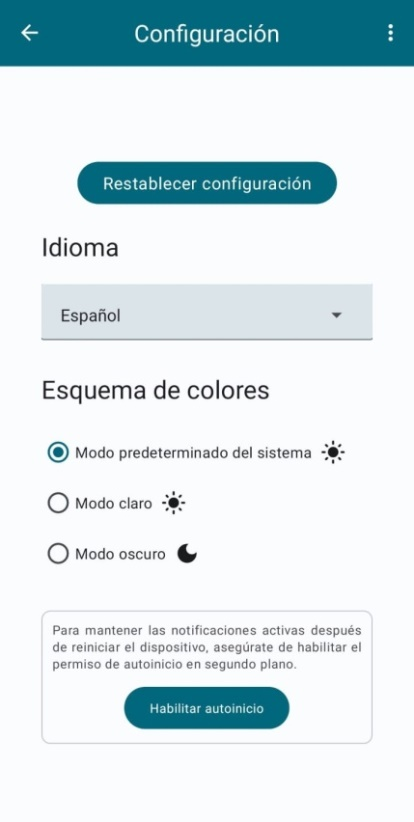 Configuración
Restablecer configuración
Idioma
Español
Esquema de colores
Modo predeterminado del sistema
Modo claro
Modo oscuro
Para mantener las notificaciones activas después
de reiniciar el dispositivo, asegúrate de habilitar el
permiso de autoinicio en segundo plano.
Habilitar autoinicio